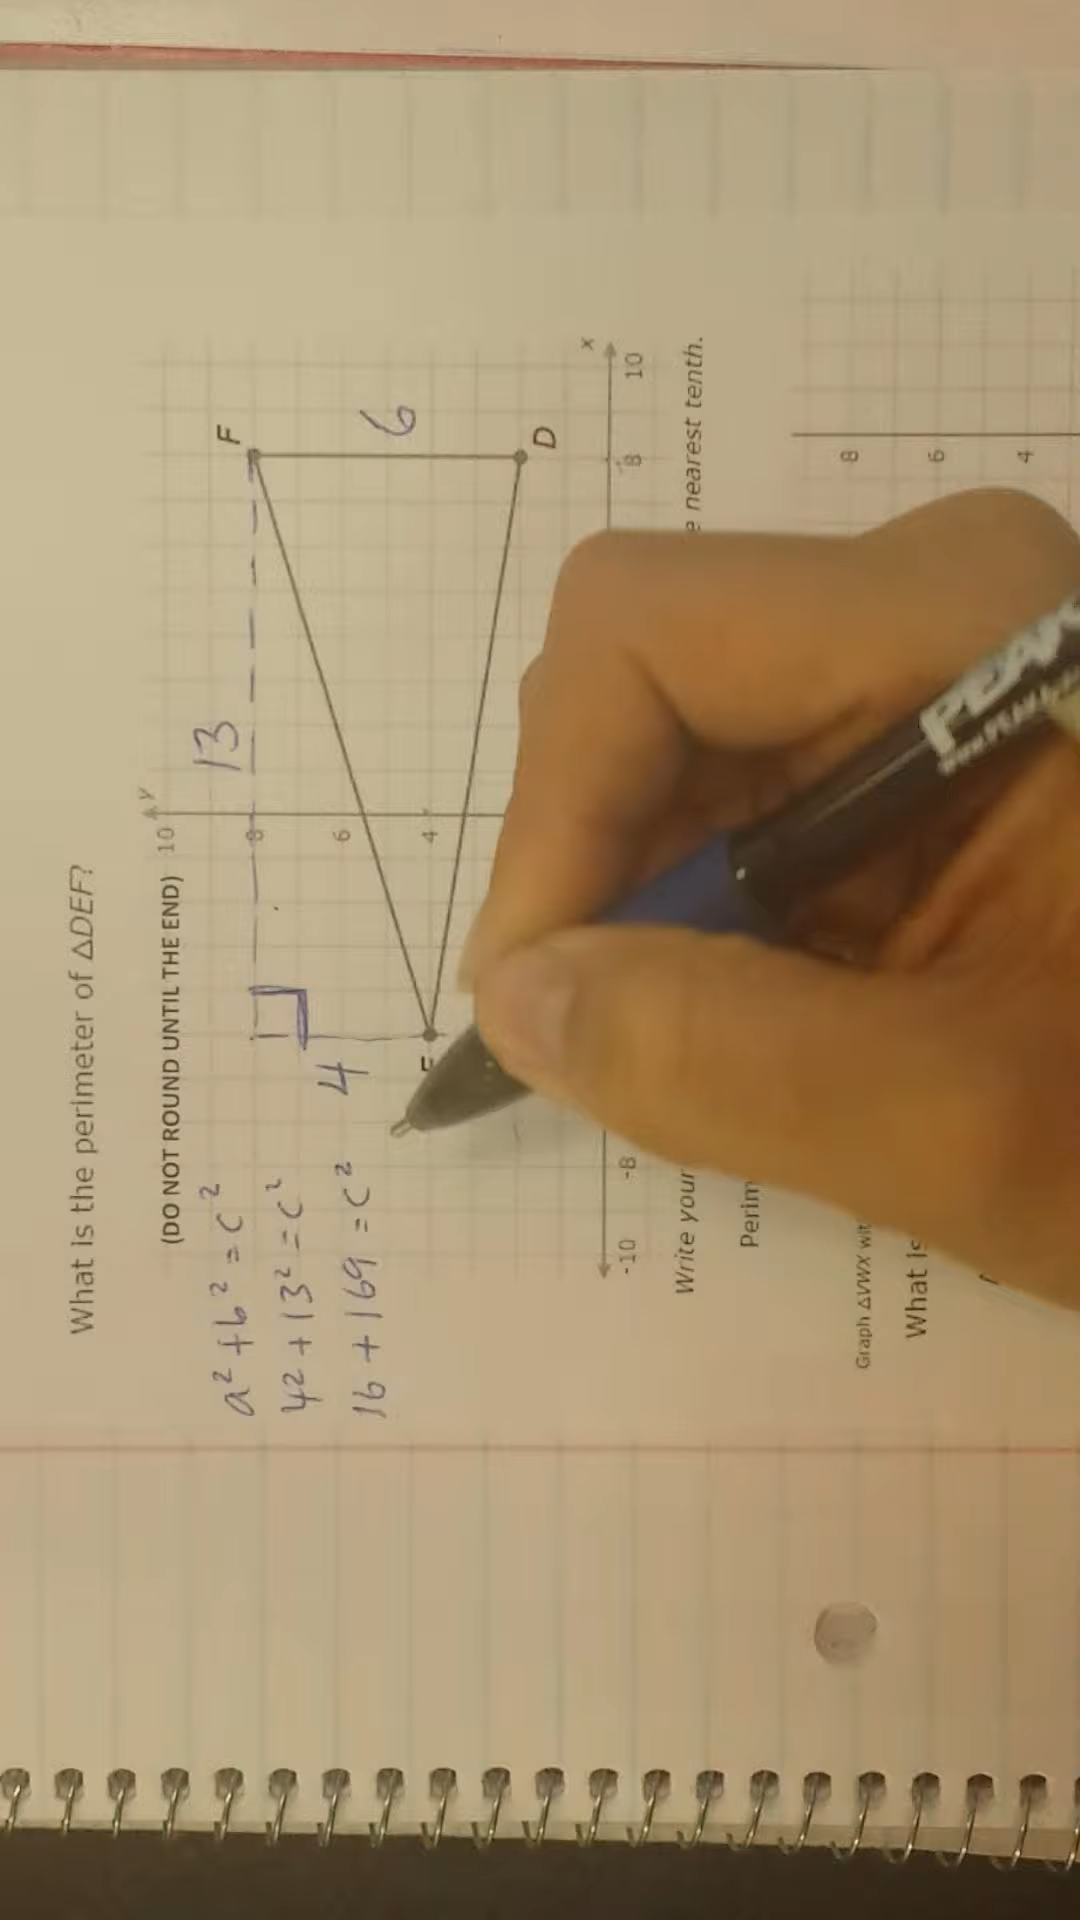 What is the perimeter of ΔDEF?
(DO NOT ROUND UNTIL THE END)
a² + b² = c²
4² + 13² = c²
16 + 169 = c²
4
13
6
y
10
8
6
4
F
D
x
-10
-8
8
10
Write your
nearest tenth.
Perim
Graph ΔVWX wit
What is
8
6
4
PEAK